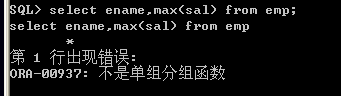 SQL> select ename,max(sal) from emp;
select ename,max(sal) from emp
*
第 1 行出现错误:
ORA-00937: 不是单组分组函数